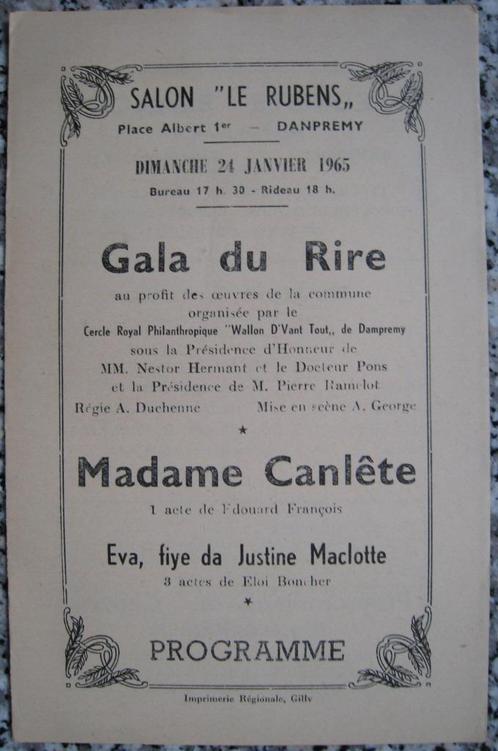 SALON "LE RUBENS„
Place Albert 1er – DANPREMY
DIMANCHE 24 JANVIER 1965
Bureau 17 h. 30 - Rideau 18 h.
Gala du Rire
au profit des œuvres de la commune
organisée par le
Cercle Royal Philanthropique "Wallon D'Vant Tout„ de Dampremy
sous la Présidence d'Honneur de
MM. Nestor Hermant et le Docteur Pons
et la Présidence de M. Pierre Ramelot
Régie A. Duchenne Mise en scène A. George
Madame Canlête
1 acte de Edouard François
Eva, fiye da Justine Maclotte
3 actes de Eloi Boncher
PROGRAMME
Imprimerie Régionale, Gilly